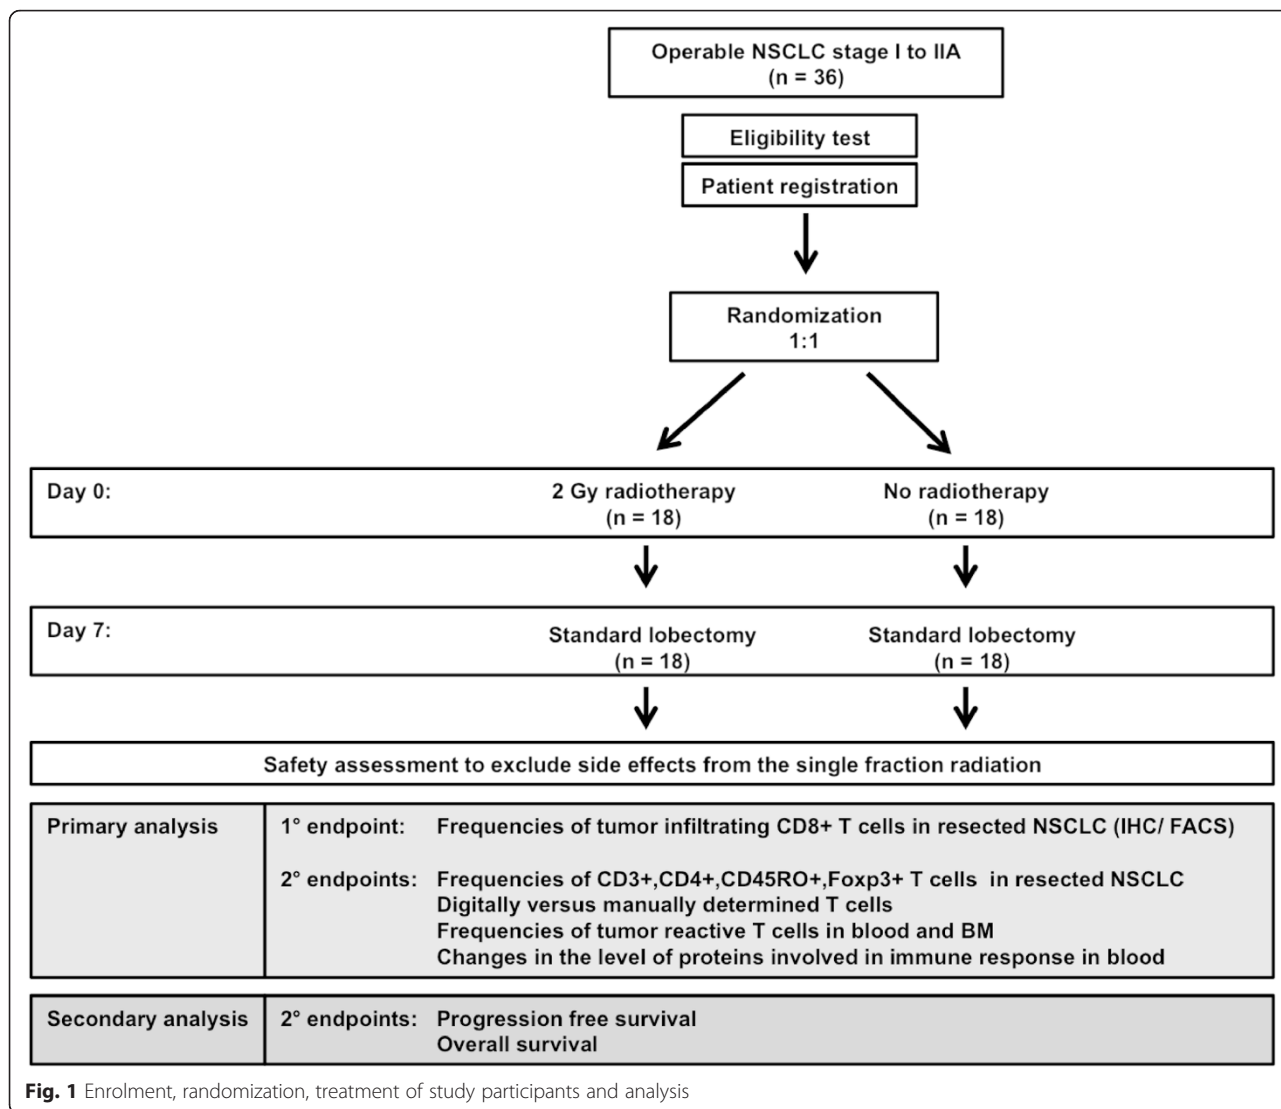 Operable NSCLC stage I to IIA
(n = 36)
Eligibility test
Patient registration
Randomization
1:1
Day 0:
2 Gy radiotherapy
(n = 18)
No radiotherapy
(n = 18)
Day 7:
Standard lobectomy
(n = 18)
Standard lobectomy
(n = 18)
Safety assessment to exclude side effects from the single fraction radiation
Primary analysis
1° endpoint: Frequencies of tumor infiltrating CD8+ T cells in resected NSCLC (IHC/ FACS)
2° endpoints: Frequencies of CD3+,CD4+,CD45RO+,Foxp3+ T cells in resected NSCLC
Digitally versus manually determined T cells
Frequencies of tumor reactive T cells in blood and BM
Changes in the level of proteins involved in immune response in blood
Secondary analysis
2° endpoints: Progression free survival
Overall survival
Fig. 1 Enrolment, randomization, treatment of study participants and analysis